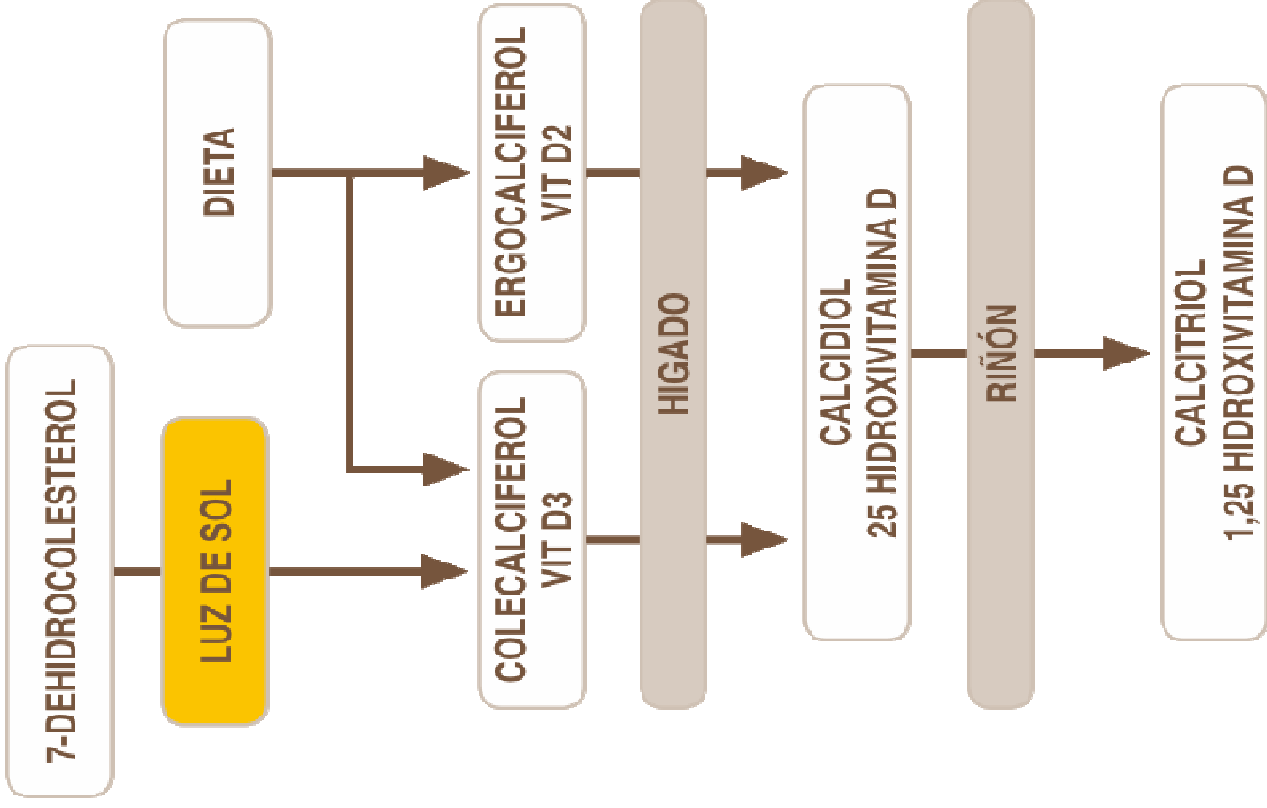 7-DEHIDROCOLESTEROL
LUZ DE SOL
DIETA
COLECALCIFEROL
VIT D3
ERGOCALCIFEROL
VIT D2
HIGADO
CALCIDIOL
25 HIDROXIVITAMINA D
RIÑÓN
CALCITRIOL
1,25 HIDROXIVITAMINA D